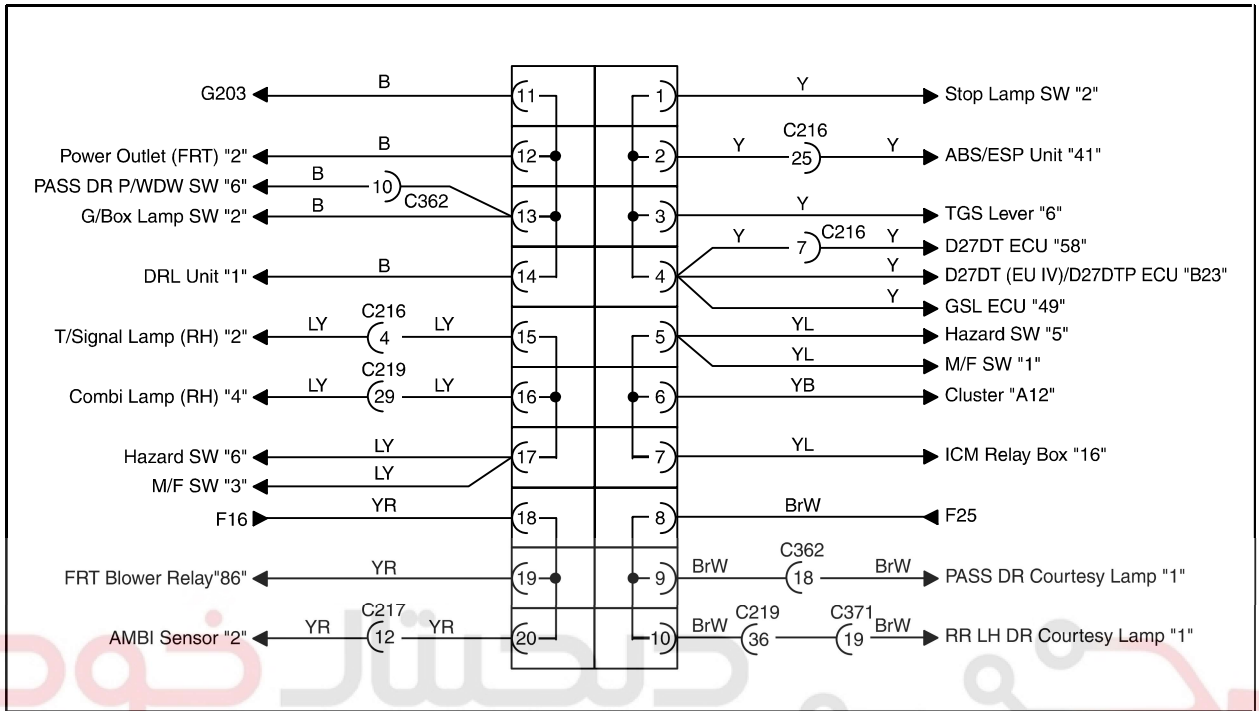 B
Y
G203
11
1
Stop Lamp SW "2"
C216
B
Y
Y
Power Outlet (FRT) "2"
12
2
25
ABS/ESP Unit "41"
B
PASS DR P/WDW SW "6"
10
C362
B
Y
G/Box Lamp SW "2"
13
3
TGS Lever "6"
Y
C216
Y
7
D27DT ECU "58"
B
Y
DRL Unit "1"
14
4
D27DT (EU IV)/D27DTP ECU "B23"
Y
GSL ECU "49"
C216
LY
LY
YL
T/Signal Lamp (RH) "2"
4
15
5
Hazard SW "5"
YL
M/F SW "1"
C219
LY
LY
YB
Combi Lamp (RH) "4"
29
16
6
Cluster "A12"
LY
YL
Hazard SW "6"
17
7
ICM Relay Box "16"
LY
M/F SW "3"
YR
BrW
F16
18
8
F25
C362
YR
BrW
BrW
FRT Blower Relay"86"
19
9
18
PASS DR Courtesy Lamp "1"
C217
C219
C371
YR
YR
BrW
BrW
AMBI Sensor "2"
12
20
10
36
19
RR LH DR Courtesy Lamp "1"
دیجیتال خودرو